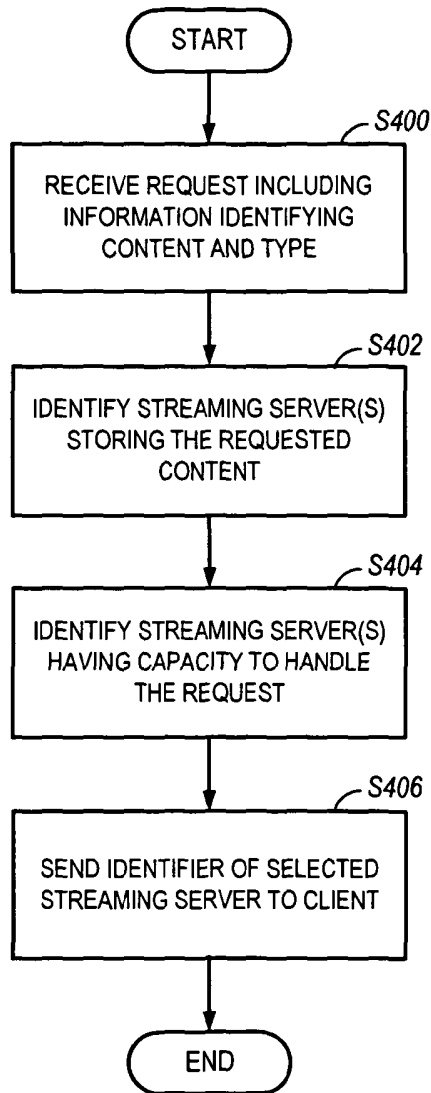 START
S400
RECEIVE REQUEST INCLUDING
INFORMATION IDENTIFYING
CONTENT AND TYPE
S402
IDENTIFY STREAMING SERVER(S)
STORING THE REQUESTED
CONTENT
S404
IDENTIFY STREAMING SERVER(S)
HAVING CAPACITY TO HANDLE
THE REQUEST
S406
SEND IDENTIFIER OF SELECTED
STREAMING SERVER TO CLIENT
END